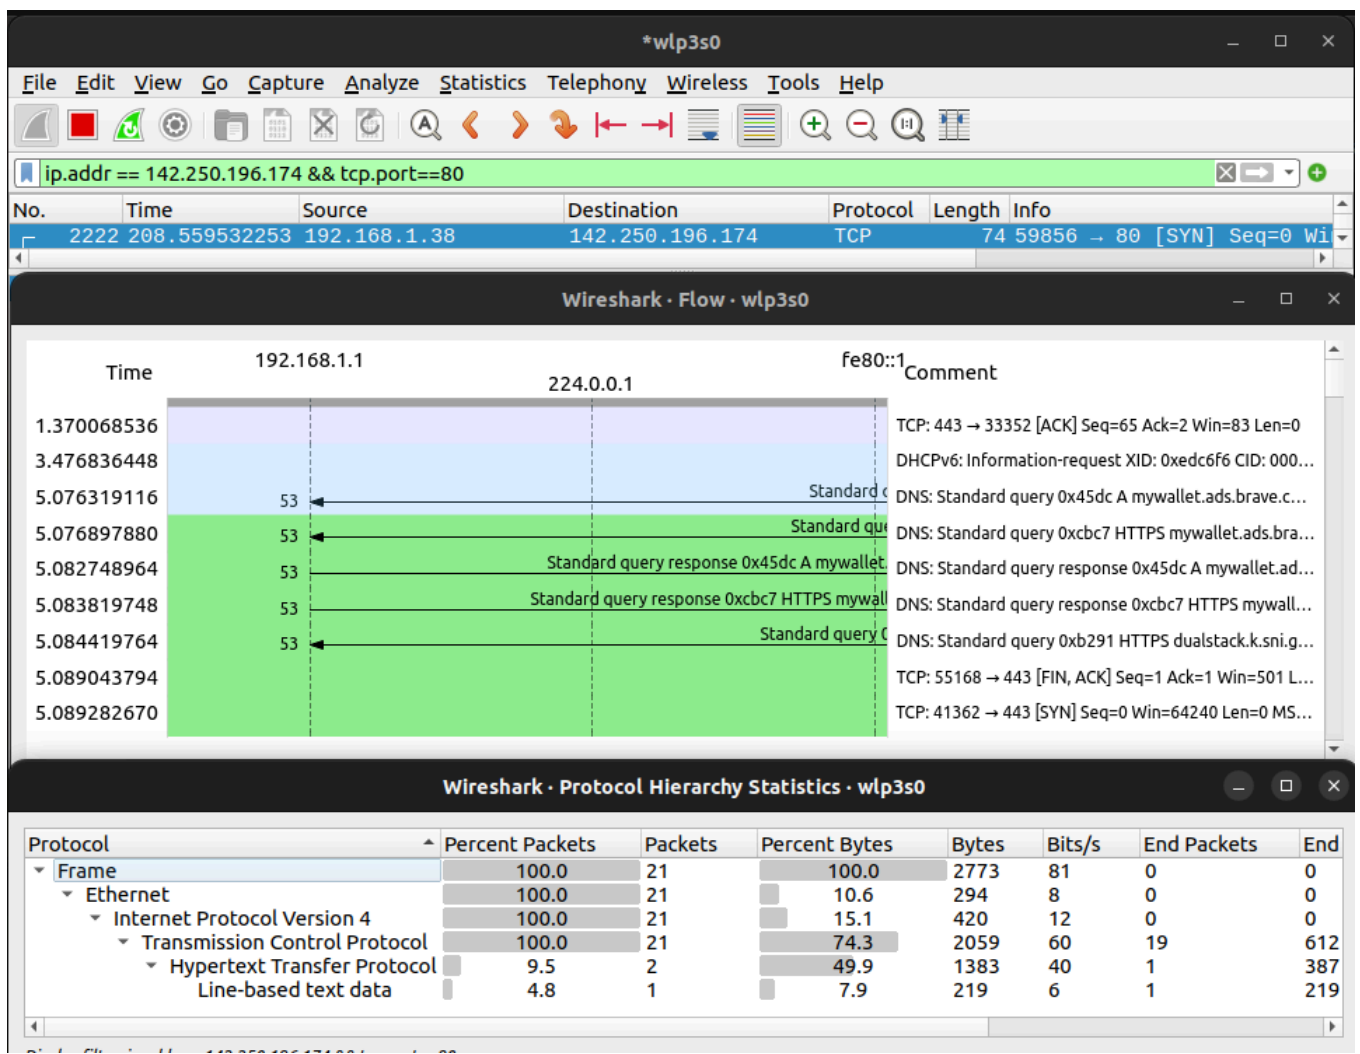 *wlp3s0
File Edit View Go Capture Analyze Statistics Telephony Wireless Tools Help
ip.addr == 142.250.196.174 && tcp.port==80
No. Time Source Destination Protocol Length Info
2222 208.559532253 192.168.1.38 142.250.196.174 TCP 74 59856 → 80 [SYN] Seq=0 Wi
Wireshark · Flow · wlp3s0
Time 192.168.1.1 224.0.0.1 fe80::1 Comment
1.370068536 TCP: 443 → 33352 [ACK] Seq=65 Ack=2 Win=83 Len=0
3.476836448 DHCPv6: Information-request XID: 0xedc6f6 CID: 000...
5.076319116 53 Standard DNS: Standard query 0x45dc A mywallet.ads.brave.c...
5.076897880 53 Standard que DNS: Standard query 0xcbc7 HTTPS mywallet.ads.bra...
5.082748964 53 Standard query response 0x45dc A mywallet. DNS: Standard query response 0x45dc A mywallet.ad...
5.083819748 53 Standard query response 0xcbc7 HTTPS mywall DNS: Standard query response 0xcbc7 HTTPS mywall...
5.084419764 53 Standard query 0 DNS: Standard query 0xb291 HTTPS dualstack.k.sni.g...
5.089043794 TCP: 55168 → 443 [FIN, ACK] Seq=1 Ack=1 Win=501 L...
5.089282670 TCP: 41362 → 443 [SYN] Seq=0 Win=64240 Len=0 MS...
Wireshark · Protocol Hierarchy Statistics · wlp3s0
Protocol Percent Packets Packets Percent Bytes Bytes Bits/s End Packets End
Frame 100.0 21 100.0 2773 81 0 0
Ethernet 100.0 21 10.6 294 8 0 0
Internet Protocol Version 4 100.0 21 15.1 420 12 0 0
Transmission Control Protocol 100.0 21 74.3 2059 60 19 612
Hypertext Transfer Protocol 9.5 2 49.9 1383 40 1 387
Line-based text data 4.8 1 7.9 219 6 1 219